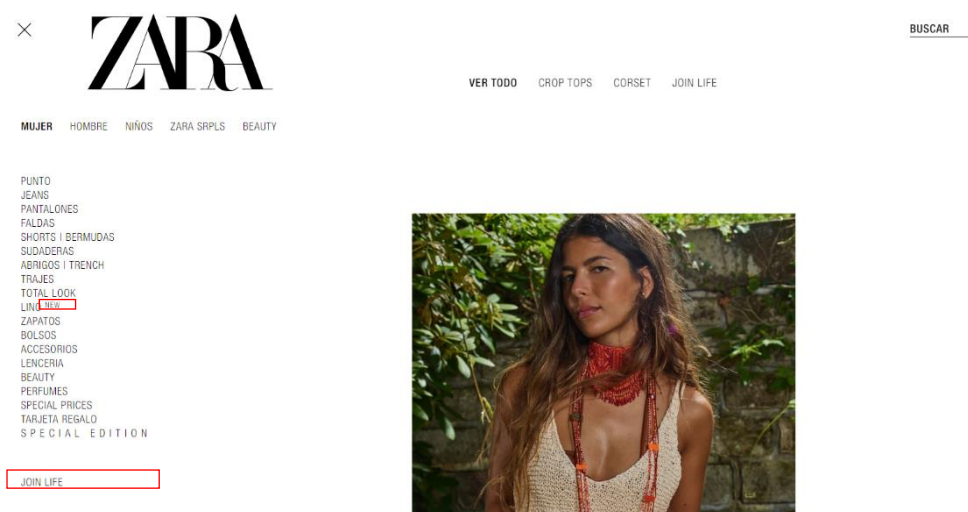 ZARA
BUSCAR
VER TODO CROP TOPS CORSET JOIN LIFE
MUJER HOMBRE NIÑOS ZARA SRPLS BEAUTY
PUNTO
JEANS
PANTALONES
FALDAS
SHORTS | BERMUDAS
SUDADERAS
ABRIGOS | TRENCH
TRAJES
TOTAL LOOK
LINO NEW
ZAPATOS
BOLSOS
ACCESORIOS
LENCERIA
BEAUTY
PERFUMES
SPECIAL PRICES
TARJETA REGALO
SPECIAL EDITION
JOIN LIFE